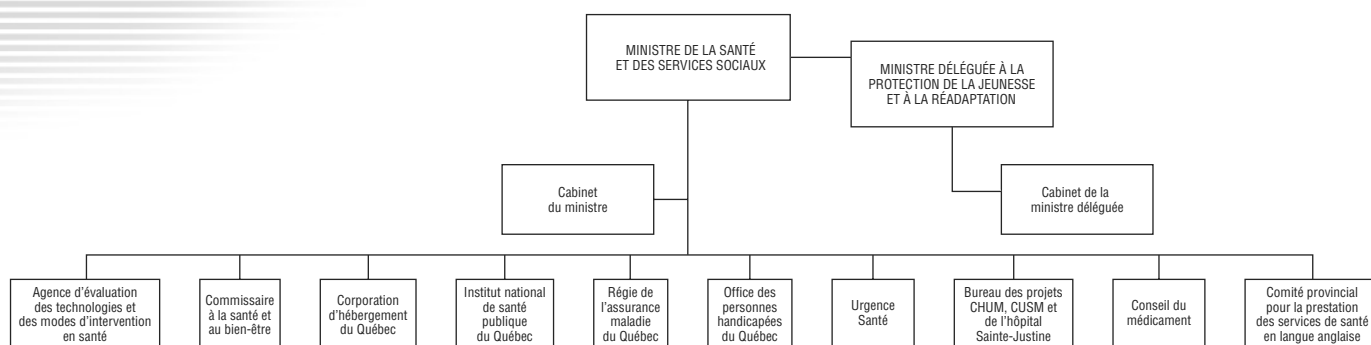 MINISTRE DE LA SANTÉ
ET DES SERVICES SOCIAUX
MINISTRE DÉLÉGUÉE À LA
PROTECTION DE LA JEUNESSE
ET À LA RÉADAPTATION
Cabinet
du ministre
Cabinet de la
ministre déléguée
Agence d'évaluation
des technologies et
des modes d'intervention
en santé
Commissaire
à la santé et
au bien-être
Corporation
d'hébergement
du Québec
Institut national
de santé
publique
du Québec
Régie de
l'assurance
maladie
du Québec
Office des
personnes
handicapées
du Québec
Urgence
Santé
Bureau des projets
CHUM, CUSM et
de l'hôpital
Sainte-Justine
Conseil du
médicament
Comité provincial
pour la prestation
des services de santé
en langue anglaise